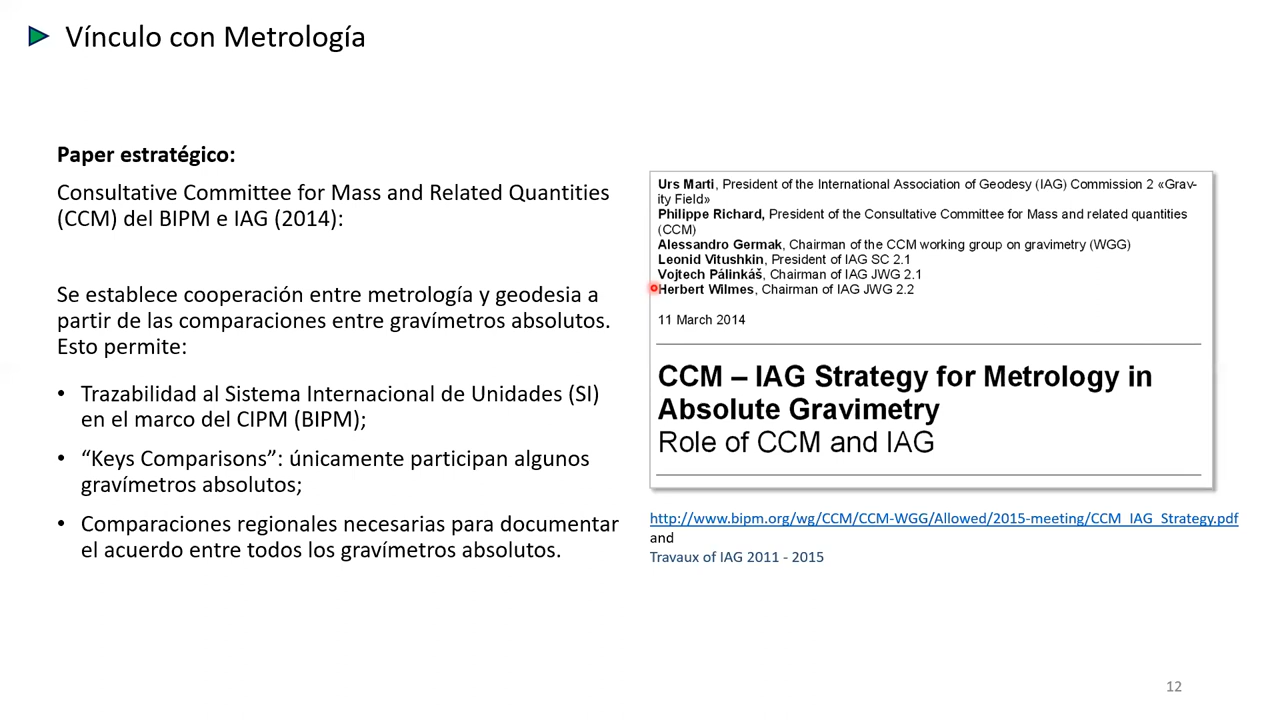 Vínculo con Metrología
Paper estratégico:
Consultative Committee for Mass and Related Quantities
(CCM) del BIPM e IAG (2014):
Se establece cooperación entre metrología y geodesia a
partir de las comparaciones entre gravímetros absolutos.
Esto permite:
• Trazabilidad al Sistema Internacional de Unidades (SI)
en el marco del CIPM (BIPM);
• “Keys Comparisons”: únicamente participan algunos
gravímetros absolutos;
• Comparaciones regionales necesarias para documentar
el acuerdo entre todos los gravímetros absolutos.
Urs Marti, President of the International Association of Geodesy (IAG) Commission 2 «Grav-
ity Field»
Philippe Richard, President of the Consultative Committee for Mass and related quantities
(CCM)
Alessandro Germak, Chairman of the CCM working group on gravimetry (WGG)
Leonid Vitushkin, President of IAG SC 2.1
Vojtech Pálinkáš, Chairman of IAG JWG 2.1
Herbert Wilmes, Chairman of IAG JWG 2.2
11 March 2014
CCM – IAG Strategy for Metrology in
Absolute Gravimetry
Role of CCM and IAG
http://www.bipm.org/wg/CCM/CCM-WGG/Allowed/2015-meeting/CCM_IAG_Strategy.pdf
and
Travaux of IAG 2011 - 2015
12